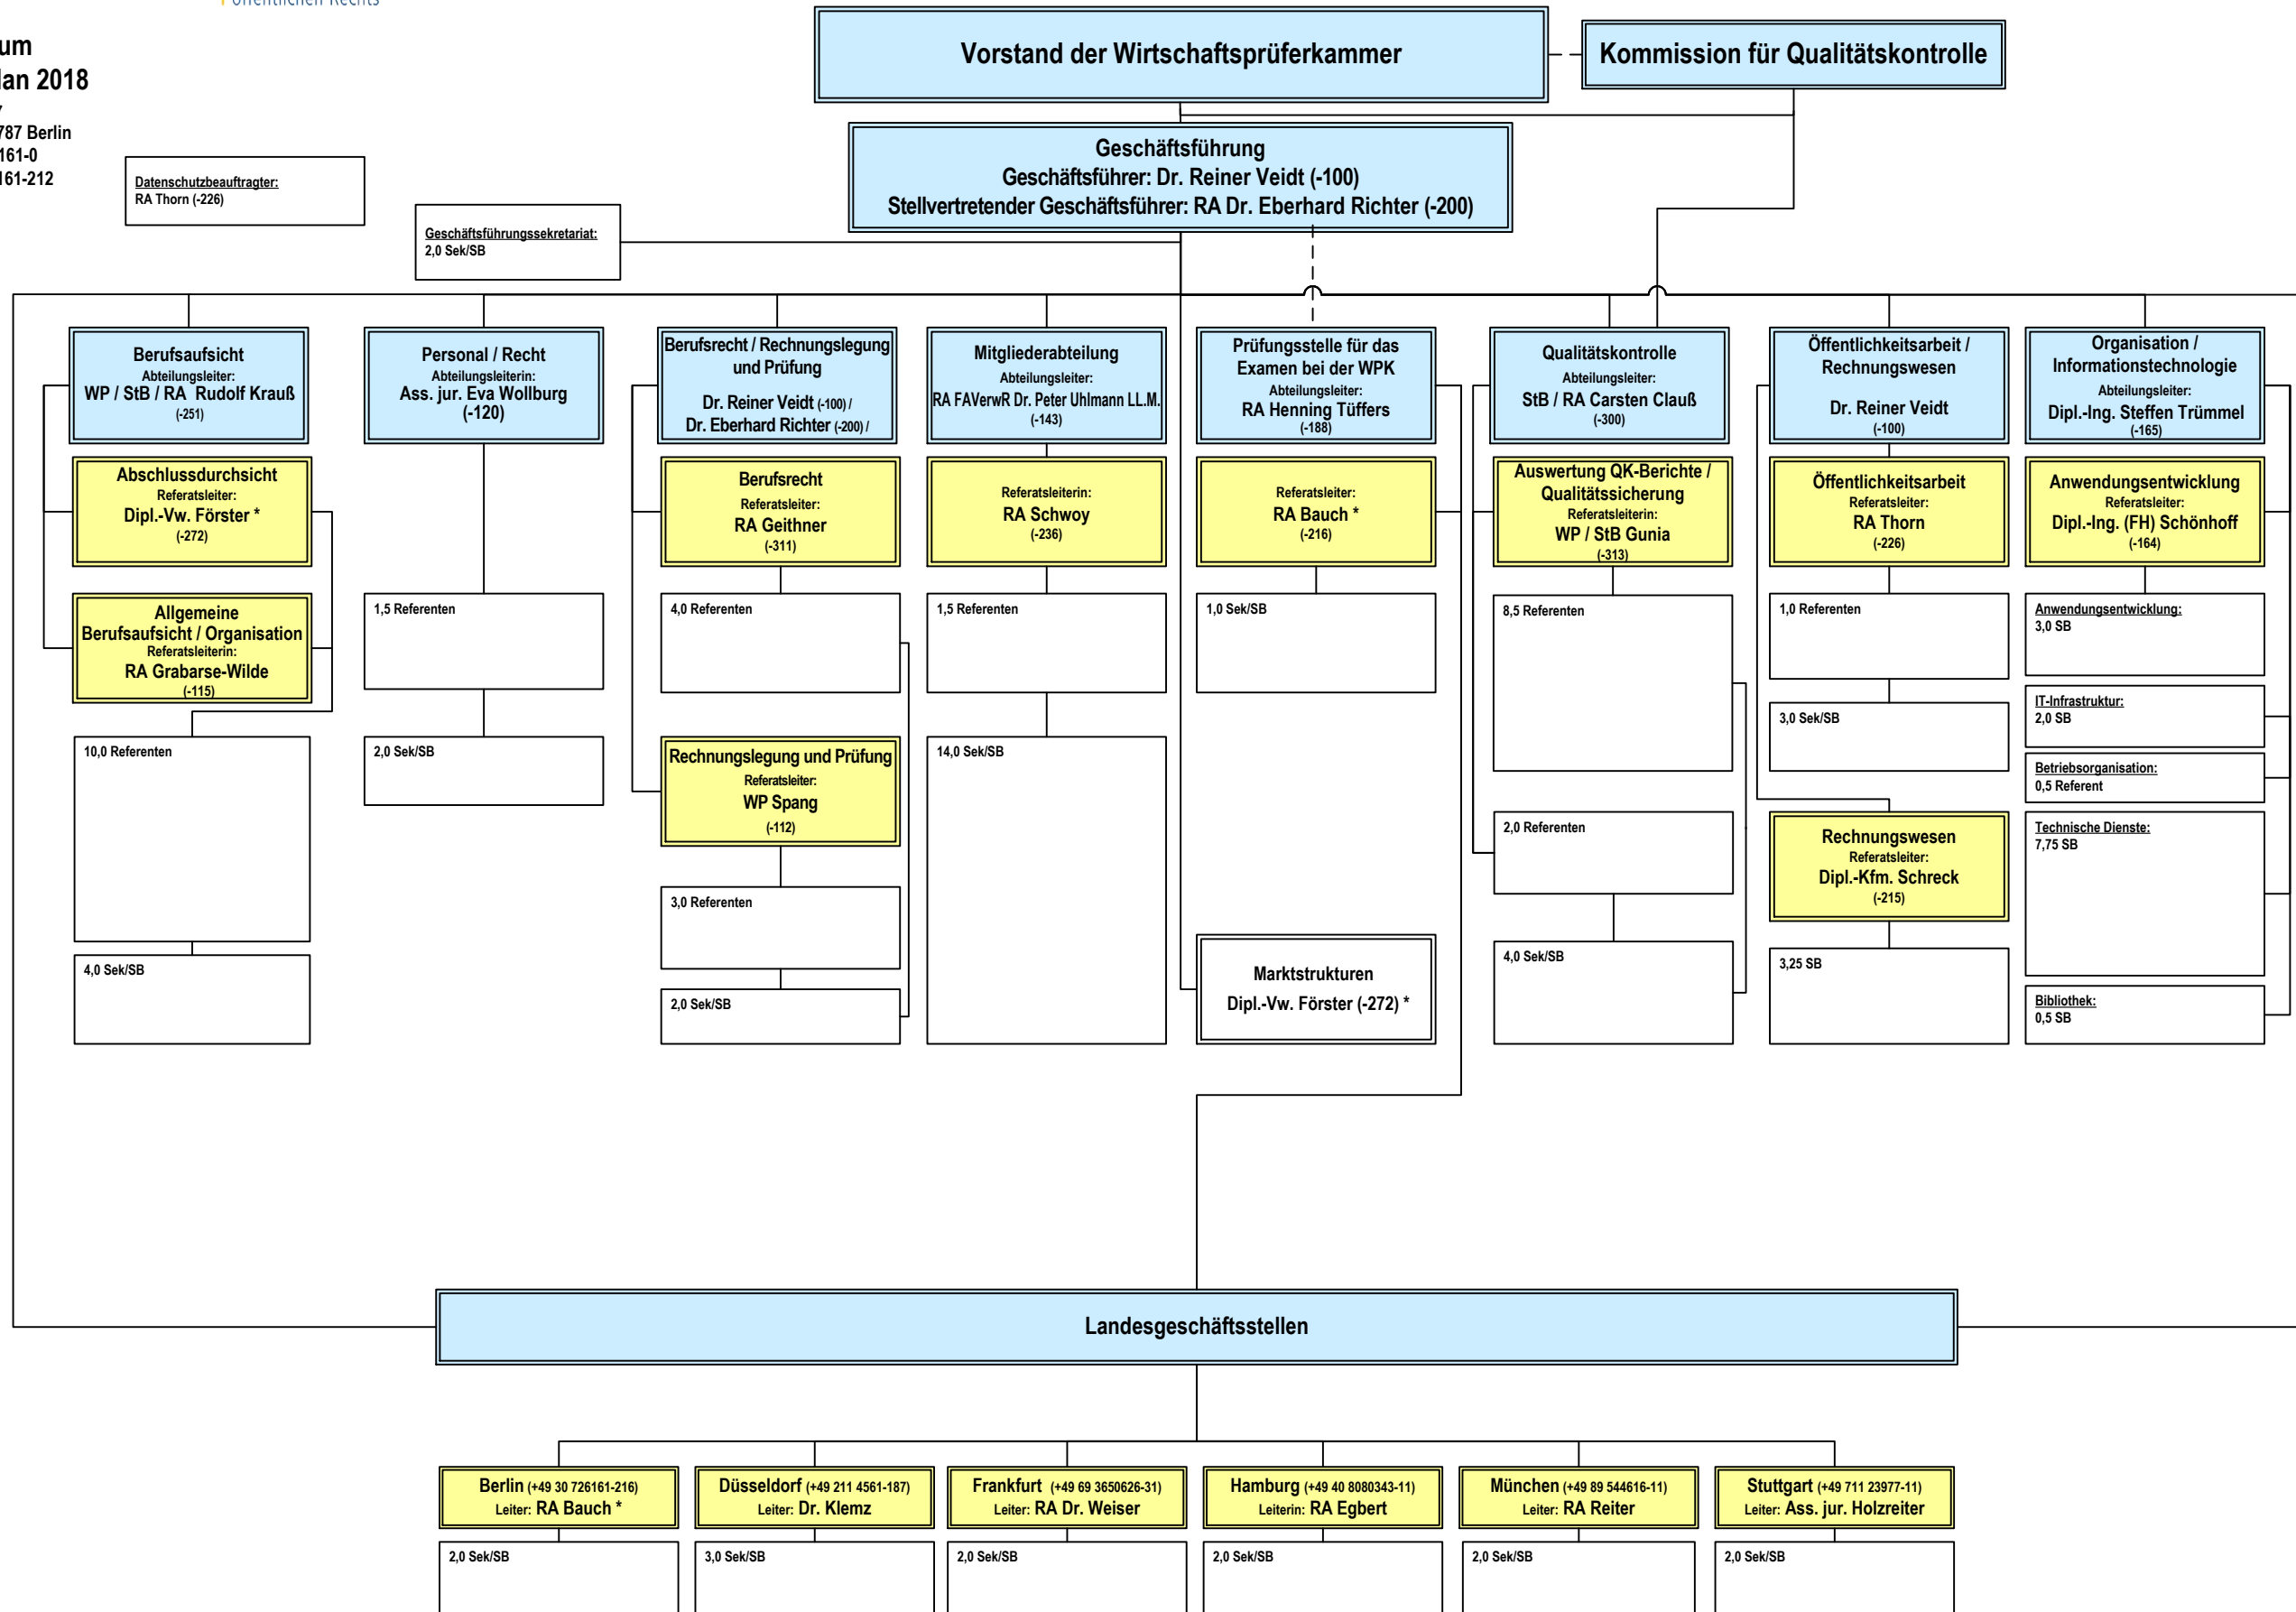 öffentlichen Rechts
um
lan 2018
787 Berlin
161-0
161-212
Vorstand der Wirtschaftsprüferkammer
Kommission für Qualitätskontrolle
Geschäftsführung
Geschäftsführer: Dr. Reiner Veidt (-100)
Stellvertretender Geschäftsführer: RA Dr. Eberhard Richter (-200)
Datenschutzbeauftragter:
RA Thorn (-226)
Geschäftsführungssekretariat:
2,0 Sek/SB
Berufsaufsicht
Abteilungsleiter:
WP / StB / RA Rudolf Krauß
(-251)
Abschlussdurchsicht
Referatsleiter:
Dipl.-Vw. Förster *
(-272)
Allgemeine
Berufsaufsicht / Organisation
Referatsleiterin:
RA Grabarse-Wilde
(-115)
10,0 Referenten
4,0 Sek/SB
Personal / Recht
Abteilungsleiterin:
Ass. jur. Eva Wollburg
(-120)
1,5 Referenten
2,0 Sek/SB
Berufsrecht / Rechnungslegung
und Prüfung
Dr. Reiner Veidt (-100) /
Dr. Eberhard Richter (-200) /
Berufsrecht
Referatsleiter:
RA Geithner
(-311)
4,0 Referenten
Rechnungslegung und Prüfung
Referatsleiter:
WP Spang
(-112)
3,0 Referenten
2,0 Sek/SB
Mitgliederabteilung
Abteilungsleiter:
RA FAVerwR Dr. Peter Uhlmann LL.M.
(-143)
Referatsleiterin:
RA Schwoy
(-236)
1,5 Referenten
14,0 Sek/SB
Prüfungsstelle für das
Examen bei der WPK
Abteilungsleiter:
RA Henning Tüffers
(-188)
Referatsleiter:
RA Bauch *
(-216)
1,0 Sek/SB
Marktstrukturen
Dipl.-Vw. Förster (-272) *
Qualitätskontrolle
Abteilungsleiter:
StB / RA Carsten Clauß
(-300)
Auswertung QK-Berichte /
Qualitätssicherung
Referatsleiterin:
WP / StB Gunia
(-313)
8,5 Referenten
2,0 Referenten
4,0 Sek/SB
Öffentlichkeitsarbeit /
Rechnungswesen
Dr. Reiner Veidt
(-100)
Öffentlichkeitsarbeit
Referatsleiter:
RA Thorn
(-226)
1,0 Referenten
3,0 Sek/SB
Rechnungswesen
Referatsleiter:
Dipl.-Kfm. Schreck
(-215)
3,25 SB
Organisation /
Informationstechnologie
Abteilungsleiter:
Dipl.-Ing. Steffen Trümmel
(-165)
Anwendungsentwicklung
Referatsleiter:
Dipl.-Ing. (FH) Schönhoff
(-164)
Anwendungsentwicklung:
3,0 SB
IT-Infrastruktur:
2,0 SB
Betriebsorganisation:
0,5 Referent
Technische Dienste:
7,75 SB
Bibliothek:
0,5 SB
Landesgeschäftsstellen
Berlin (+49 30 726161-216)
Leiter: RA Bauch *
2,0 Sek/SB
Düsseldorf (+49 211 4561-187)
Leiter: Dr. Klemz
3,0 Sek/SB
Frankfurt (+49 69 3650626-31)
Leiter: RA Dr. Weiser
2,0 Sek/SB
Hamburg (+49 40 8080343-11)
Leiterin: RA Egbert
2,0 Sek/SB
München (+49 89 544616-11)
Leiter: RA Reiter
2,0 Sek/SB
Stuttgart (+49 711 23977-11)
Leiter: Ass. jur. Holzreiter
2,0 Sek/SB